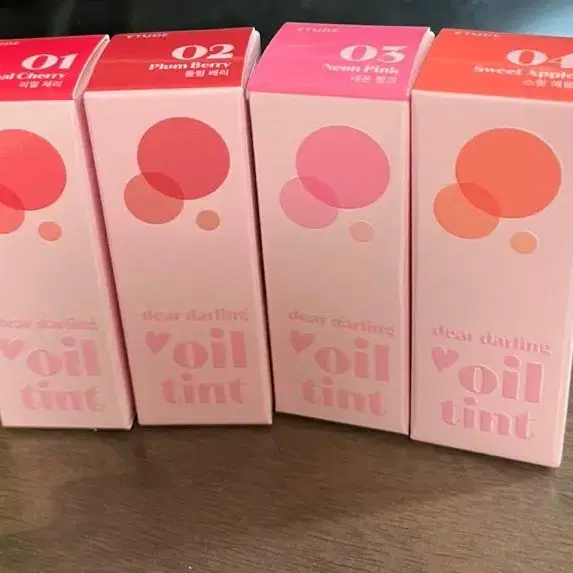 UDE
01
al Cherry
리얼 체리
dear darling
oil
tint
02
Plum Berry
플럼 베리
dear darling
oil
tint
ETUDE
03
Neon Pink
네온 핑크
dear darling
oil
tint
ETUDE
04
Sweet Apple
스윗 애플
dear darling
oil
tint